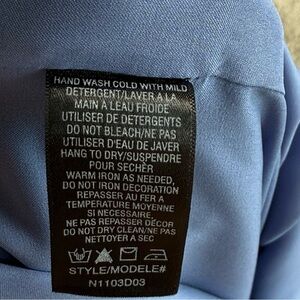 HAND WASH COLD WITH MILD
DETERGENT/LAVER A LA
MAIN A LEAU FROIDE
UTILISER DE DETERGENTS
DO NOT BLEACH/NE PAS
UTILISER D'EAU DE JAVER
HANG TO DRY/SUSPENDRE
POUR SECHÈR
WARM IRON AS NEEDED,
DO NOT IRON DECORATION
REPASSER AU FER A
TEMPERATURE MOYENNE
SI NECESSAIRE,
NE PAS REPASSER DÉCOR
DO NOT DRY CLEAN/NE PAS
NETTOYER A SEC
STYLE/MODELE#
N1103D03